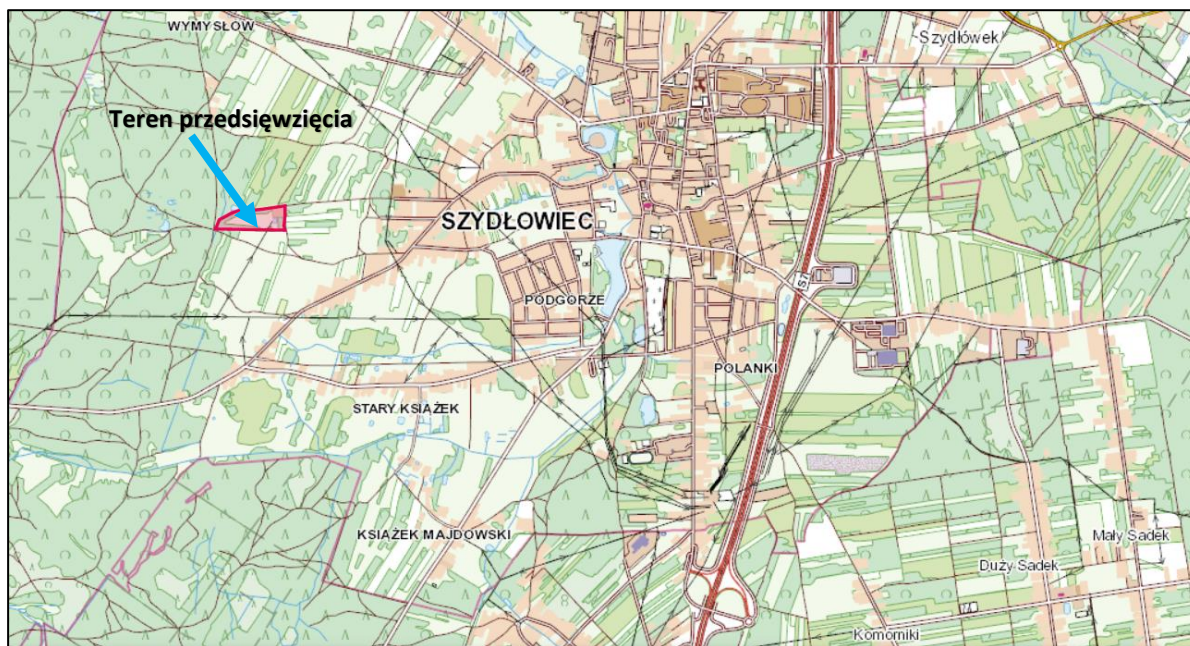 WYMYSŁÓW
Szydłówek
Teren przedsięwzięcia
SZYDŁOWIEC
S7
PODGÓRZE
POLANKI
STARY KSIĄŻEK
KSIĄŻEK MAJDOWSKI
Mały Sadek
Duży Sadek
Komorniki